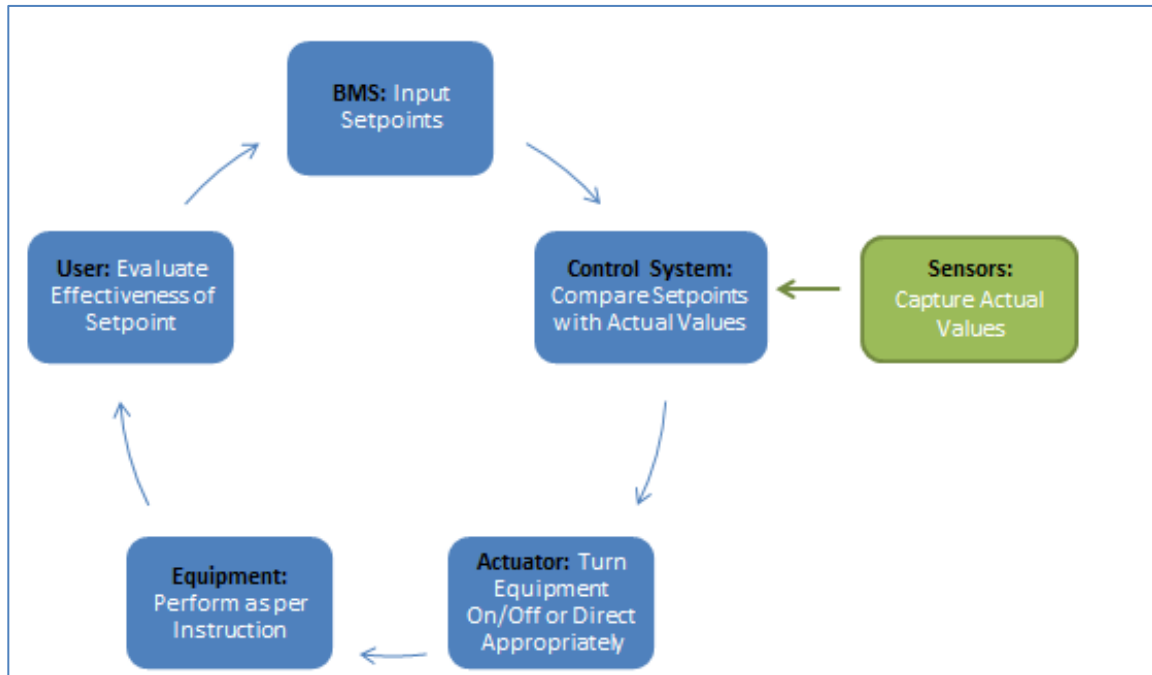 BMS: Input
Setpoints
User: Evaluate
Effectiveness of
Setpoint
Control System:
Compare Setpoints
with Actual Values
Sensors:
Capture Actual
Values
Equipment:
Perform as per
Instruction
Actuator: Turn
Equipment
On/Off or Direct
Appropriately